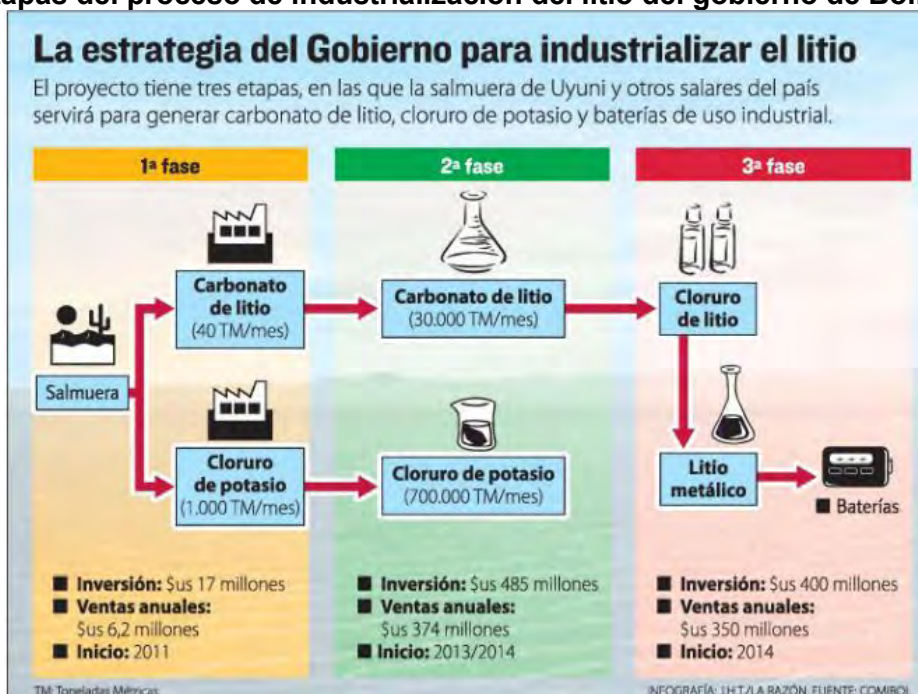 La estrategia del Gobierno para industrializar el litio
El proyecto tiene tres etapas, en las que la salmuera de Uyuni y otros salares del país
servirá para generar carbonato de litio, cloruro de potasio y baterías de uso industrial.
1ª fase
2ª fase
3ª fase
Salmuera
Carbonato
de litio
(40 TM/mes)
Cloruro
de potasio
(1.000 TM/mes)
Carbonato de litio
(30.000 TM/mes)
Cloruro de potasio
(700.000 TM/mes)
Cloruro
de litio
Litio
metálico
Baterías
Inversión: $us 17 millones
Ventas anuales:
$us 6,2 millones
Inicio: 2011
Inversión: $us 485 millones
Ventas anuales:
$us 374 millones
Inicio: 2013/2014
Inversión: $us 400 millones
Ventas anuales:
$us 350 millones
Inicio: 2014
TM: Toneladas Métricas
INFOGRAFÍA: J.H.T./LA RAZÓN. FUENTE: COMIBOL